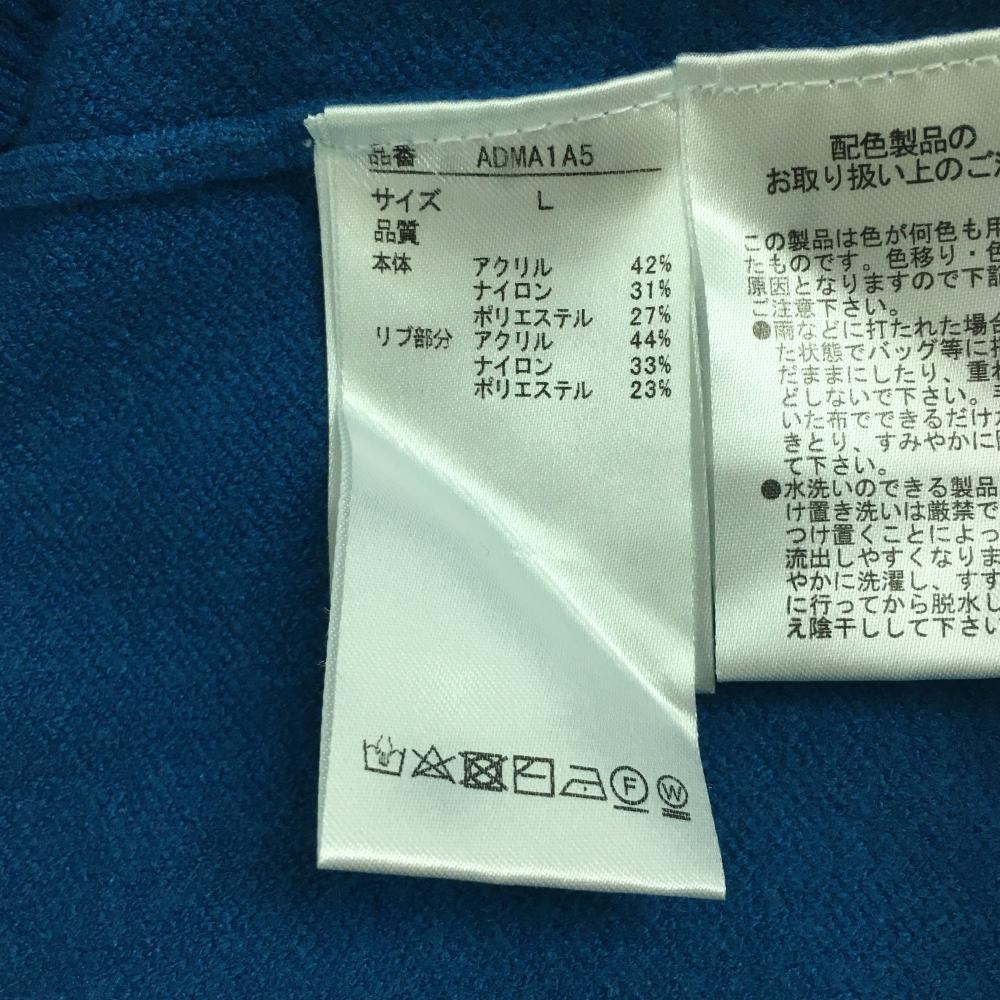 品番 ADMA1A5
サイズ L
品質
本体 アクリル 42%
ナイロン 31%
ポリエステル 27%
リブ部分 アクリル 44%
ナイロン 33%
ポリエステル 23%
F W
配色製品の
お取り扱い上のご
この製品は色が何色も用
たものです。色移り・色
原因となりますので下記
ご注意下さい。
●雨などに打たれた場合
た状態でバッグ等に
だままにしたり、重ね
どしないで下さい。
いた布でできるだけ
きとり、すみやかに
て下さい。
●水洗いのできる製品
け置き洗いは厳禁で
つけ置くことによっ
流出しやすくなりま
やかに洗濯し、すす
に行ってから脱水し
え陰干しして下さい